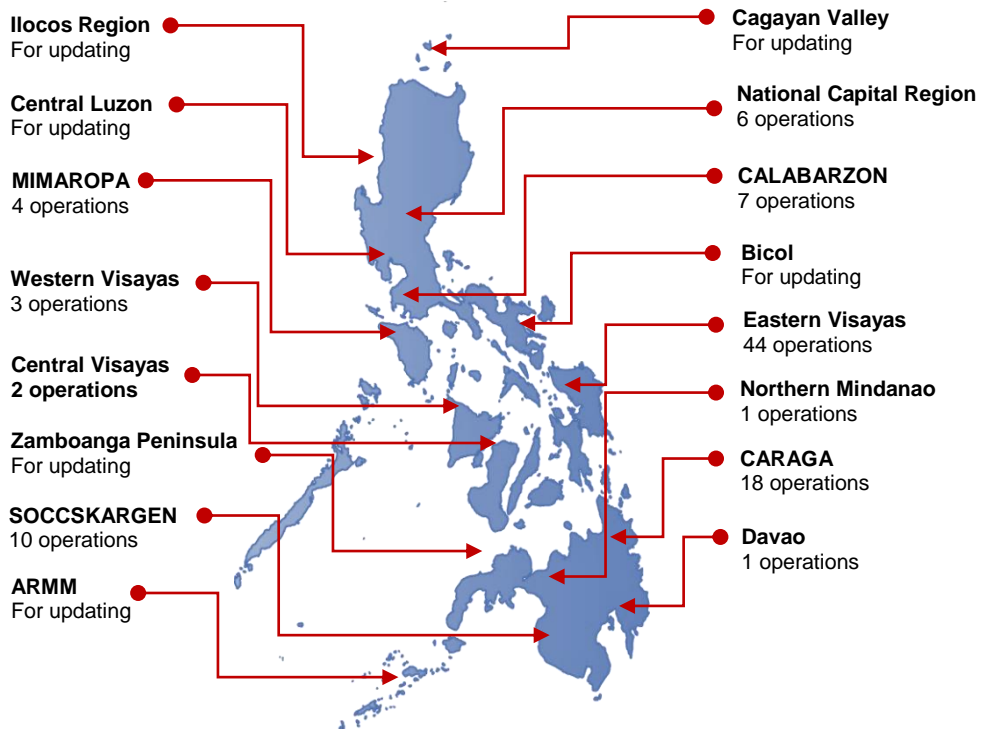 Ilocos Region
For updating
Central Luzon
For updating
MIMAROPA
4 operations
Western Visayas
3 operations
Central Visayas
2 operations
Zamboanga Peninsula
For updating
SOCCSKARGEN
10 operations
ARMM
For updating
Cagayan Valley
For updating
National Capital Region
6 operations
CALABARZON
7 operations
Bicol
For updating
Eastern Visayas
44 operations
Northern Mindanao
1 operations
CARAGA
18 operations
Davao
1 operations